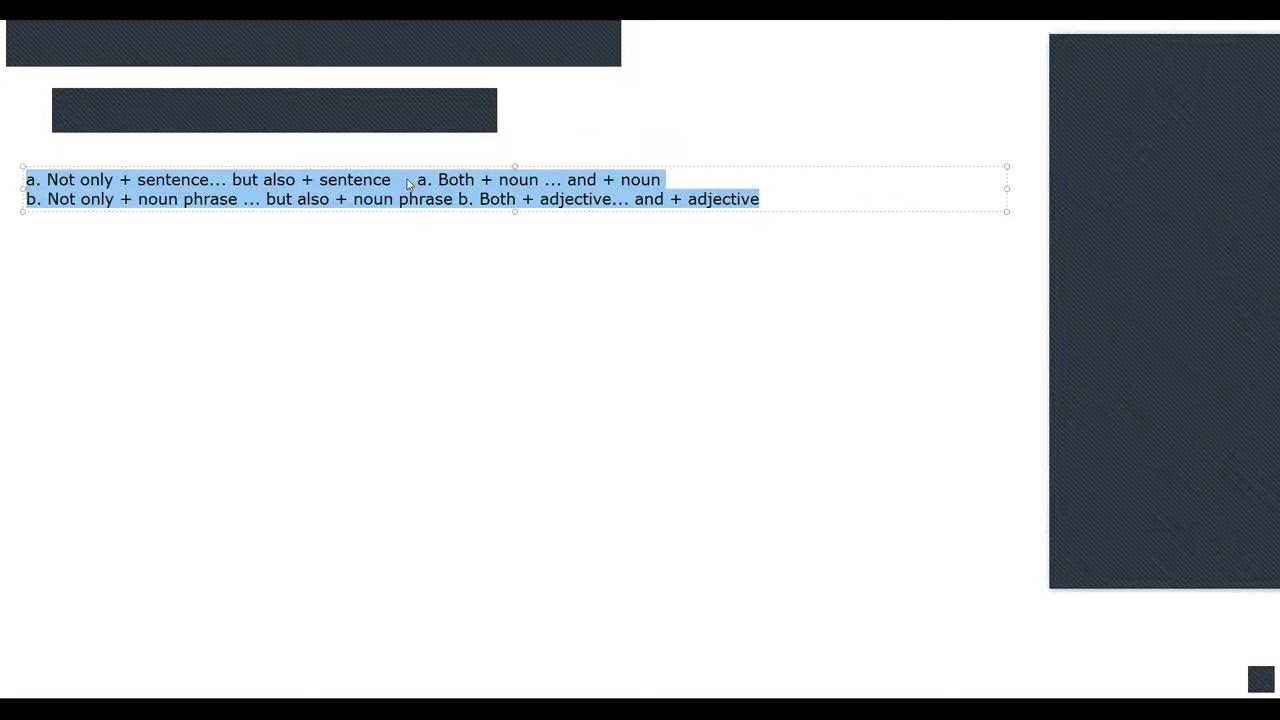 a. Not only + sentence... but also + sentence a. Both + noun ... and + noun
b. Not only + noun phrase ... but also + noun phrase b. Both + adjective... and + adjective